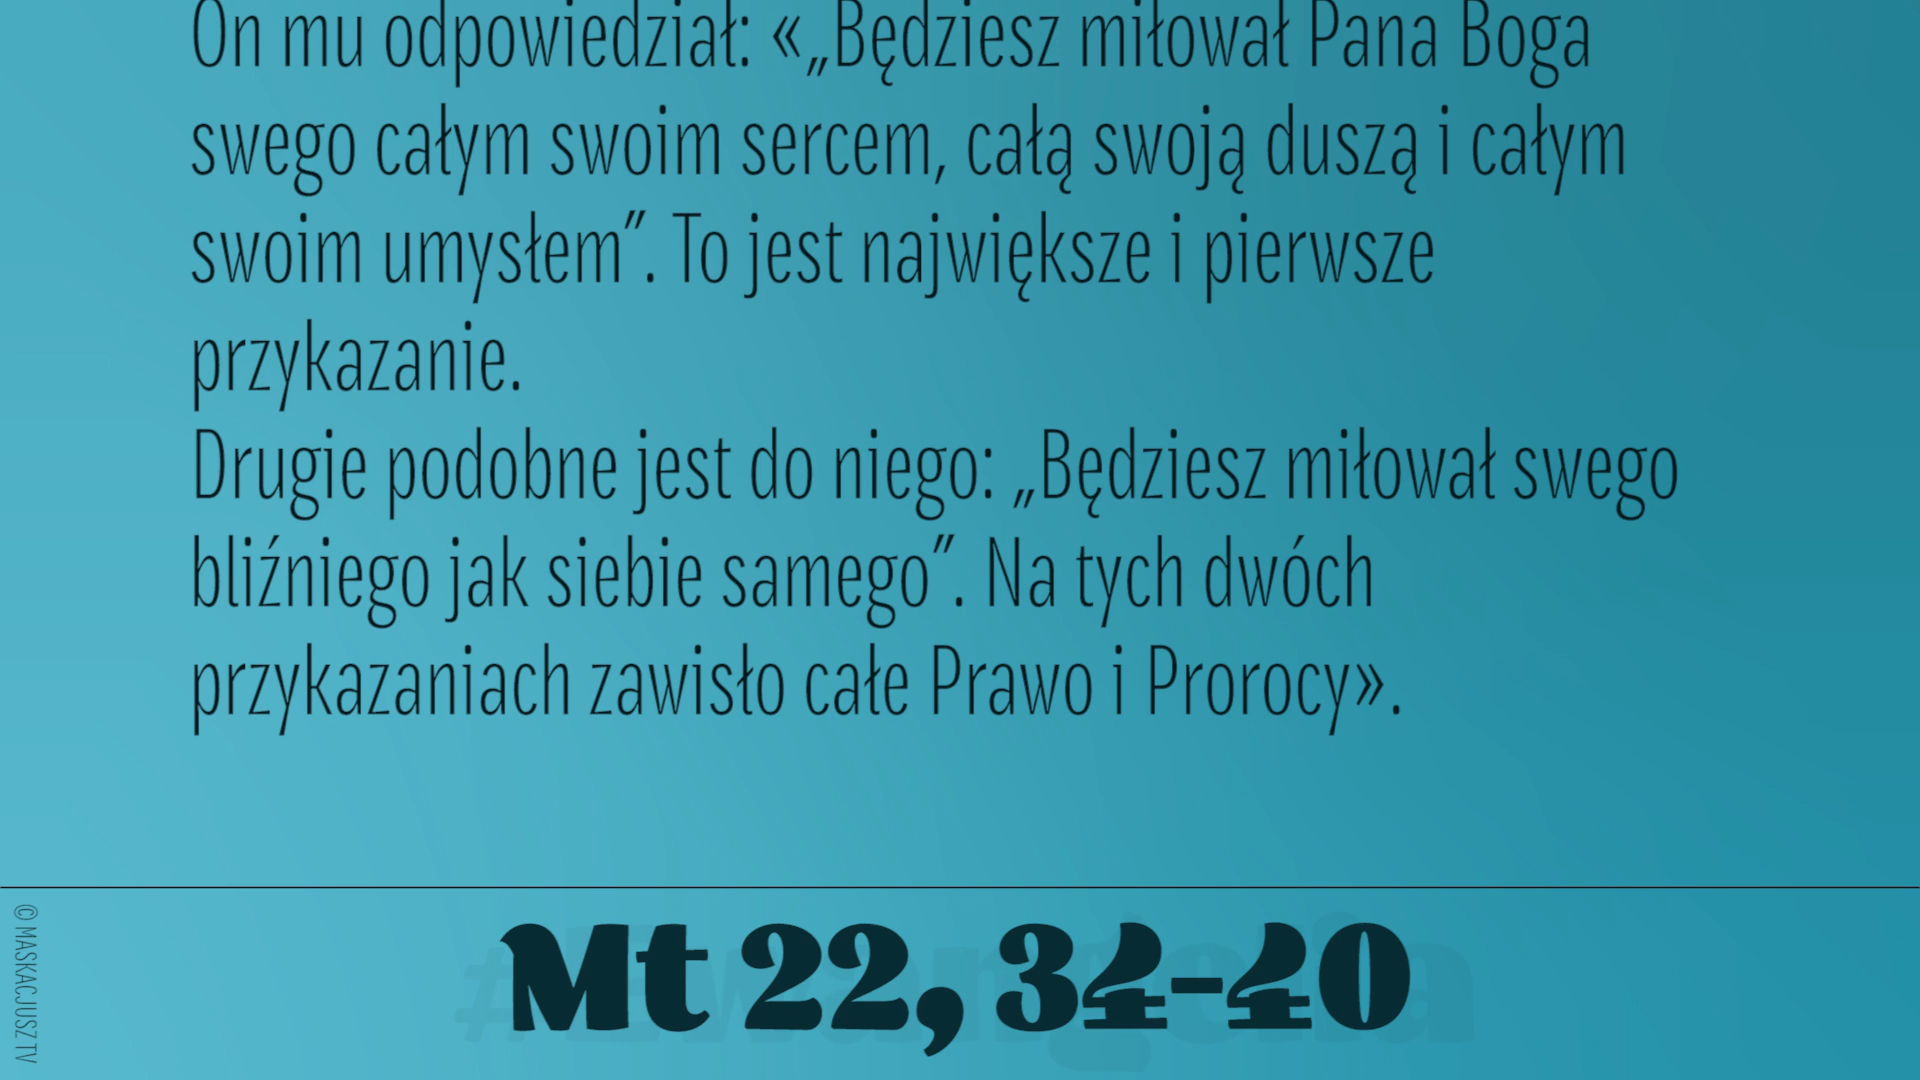 On mu odpowiedział: «„Będziesz miłował Pana Boga
swego całym swoim sercem, całą swoją duszą i całym
swoim umysłem”. To jest największe i pierwsze
przykazanie.
Drugie podobne jest do niego: „Będziesz miłował swego
bliźniego jak siebie samego”. Na tych dwóch
przykazaniach zawisło całe Prawo i Prorocy».
#Ewangelia
Mt 22, 34-40
© MASKACJUSZ TV